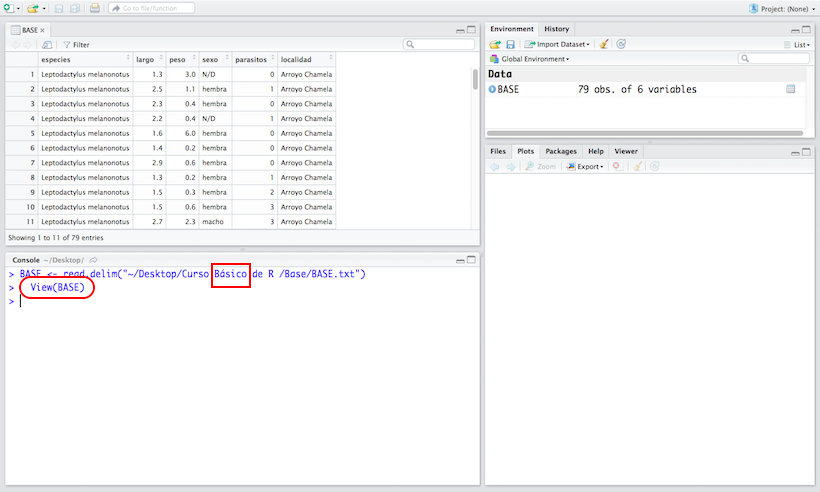 Go to file/function
Project: (None)
BASE
Filter
especies largo peso sexo parasitos localidad
1 Leptodactylus melanonotus 1.3 3.0 N/D 0 Arroyo Chamela
2 Leptodactylus melanonotus 2.5 1.1 hembra 1 Arroyo Chamela
3 Leptodactylus melanonotus 2.3 0.4 hembra 0 Arroyo Chamela
4 Leptodactylus melanonotus 2.2 0.4 N/D 1 Arroyo Chamela
5 Leptodactylus melanonotus 1.6 6.0 hembra 0 Arroyo Chamela
6 Leptodactylus melanonotus 1.4 0.2 hembra 0 Arroyo Chamela
7 Leptodactylus melanonotus 2.9 0.6 hembra 0 Arroyo Chamela
8 Leptodactylus melanonotus 1.3 0.2 hembra 1 Arroyo Chamela
9 Leptodactylus melanonotus 1.5 0.3 hembra 2 Arroyo Chamela
10 Leptodactylus melanonotus 1.5 0.6 hembra 3 Arroyo Chamela
11 Leptodactylus melanonotus 2.7 2.3 macho 3 Arroyo Chamela
Showing 1 to 11 of 79 entries
Console ~/Desktop/
> BASE <- read.delim("~/Desktop/Curso Básico de R /Base/BASE.txt")
> View(BASE)
>
Environment History
Import Dataset List
Global Environment
Data
BASE 79 obs. of 6 variables
Files Plots Packages Help Viewer
Zoom Export